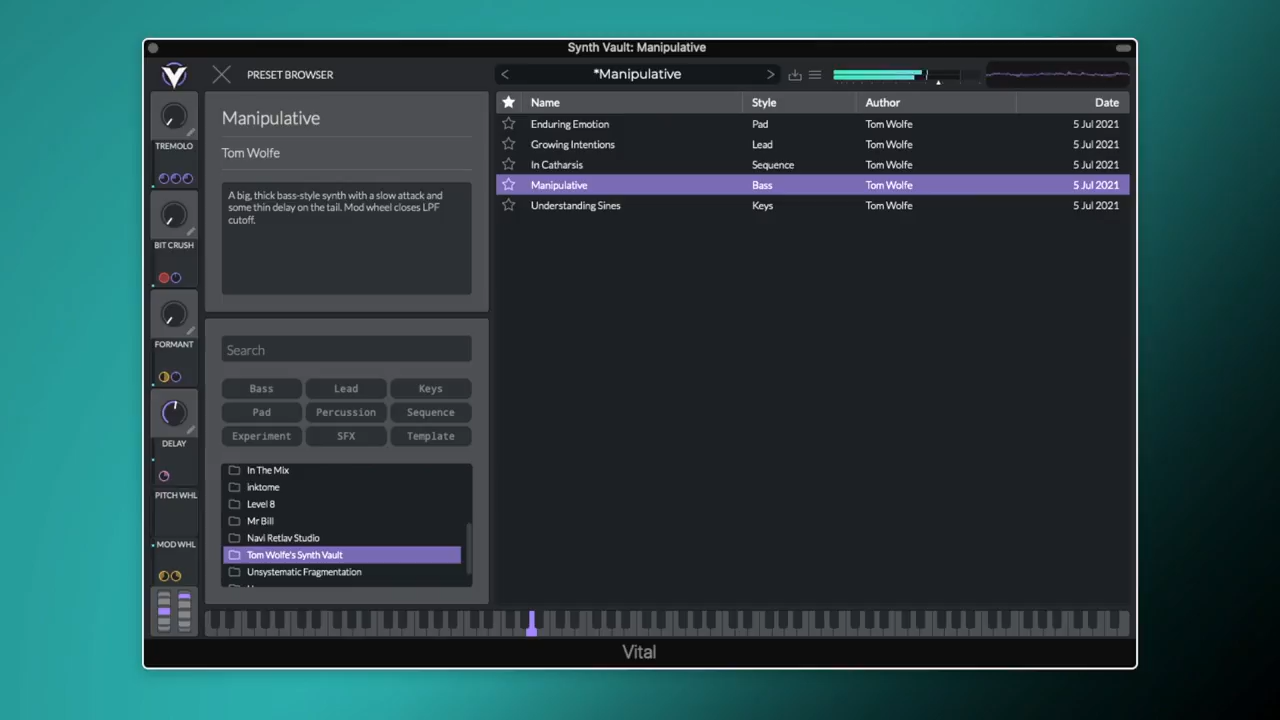 Synth Vault: Manipulative
PRESET BROWSER
< *Manipulative >
TREMOLO
BIT CRUSH
FORMANT
DELAY
PITCH WHL
MOD WHL
Manipulative
Tom Wolfe
A big, thick bass-style synth with a slow attack and
some thin delay on the tail. Mod wheel closes LPF
cutoff.
Search
Bass Lead Keys
Pad Percussion Sequence
Experiment SFX Template
In The Mix
inktome
Level 8
Mr Bill
Navi Retlav Studio
Tom Wolfe's Synth Vault
Unsystematic Fragmentation
Name Style Author Date
Enduring Emotion Pad Tom Wolfe 5 Jul 2021
Growing Intentions Lead Tom Wolfe 5 Jul 2021
In Catharsis Sequence Tom Wolfe 5 Jul 2021
Manipulative Bass Tom Wolfe 5 Jul 2021
Understanding Sines Keys Tom Wolfe 5 Jul 2021
Vital